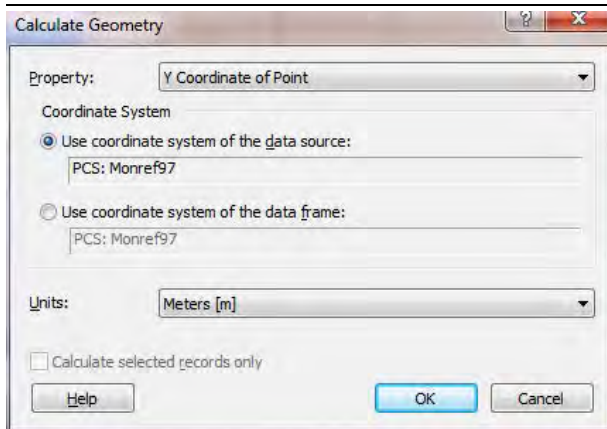 Calculate Geometry
Property: Y Coordinate of Point
Coordinate System
Use coordinate system of the data source:
PCS: Monref97
Use coordinate system of the data frame:
PCS: Monref97
Units: Meters [m]
Calculate selected records only
Help OK Cancel